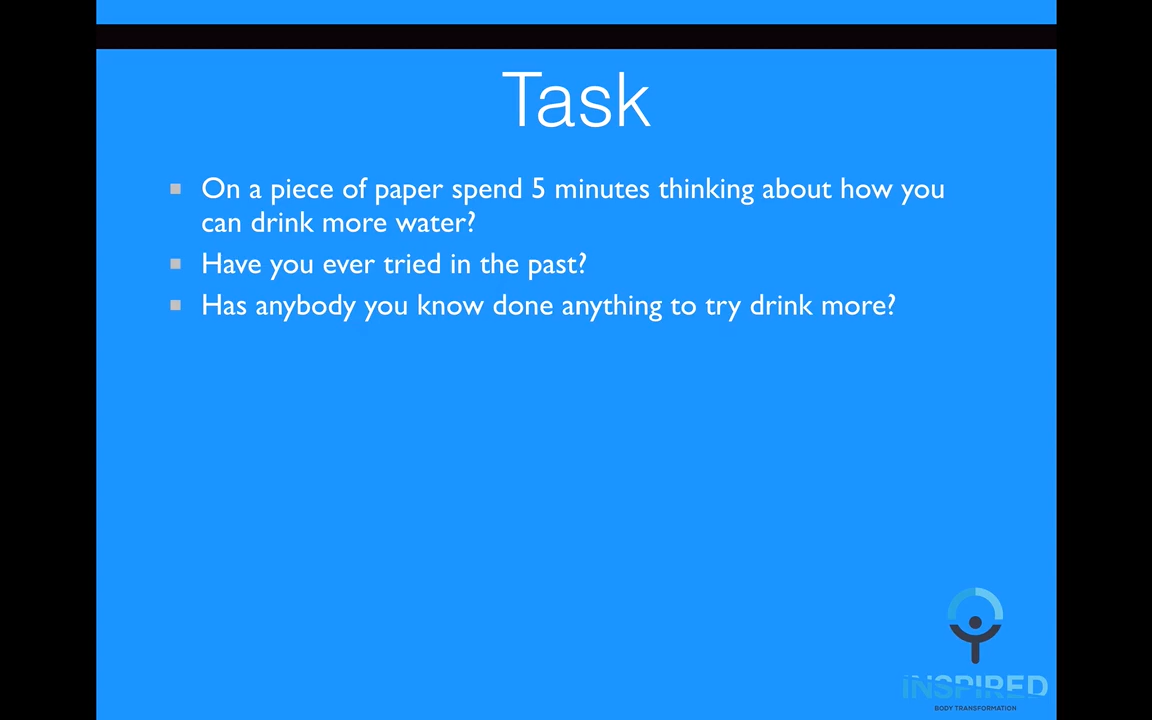 Task
On a piece of paper spend 5 minutes thinking about how you
can drink more water?
Have you ever tried in the past?
Has anybody you know done anything to try drink more?
INSPIRED
BODY TRANSFORMATION